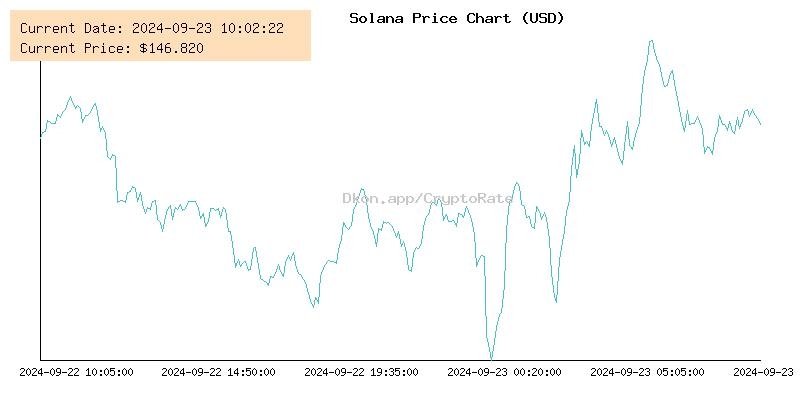 Solana Price Chart (USD)
Current Date: 2024-09-23 10:02:22
Current Price: $146.820
Dkon.app/CryptoRate
2024-09-22 10:05:00 2024-09-22 14:50:00 2024-09-22 19:35:00 2024-09-23 00:20:00 2024-09-23 05:05:00 2024-09-23